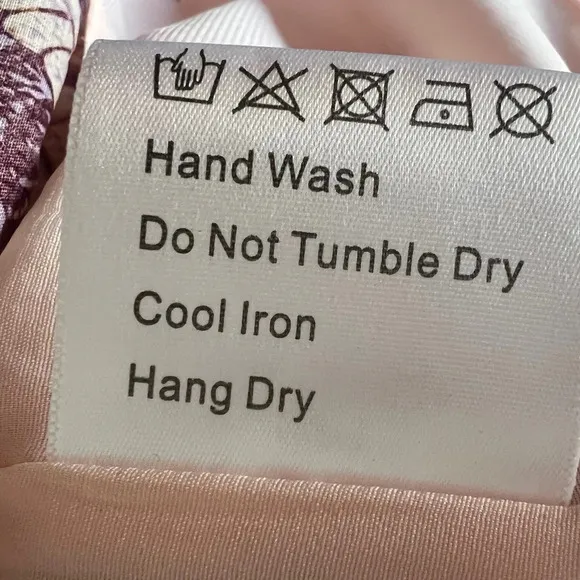 Hand Wash
Do Not Tumble Dry
Cool Iron
Hang Dry